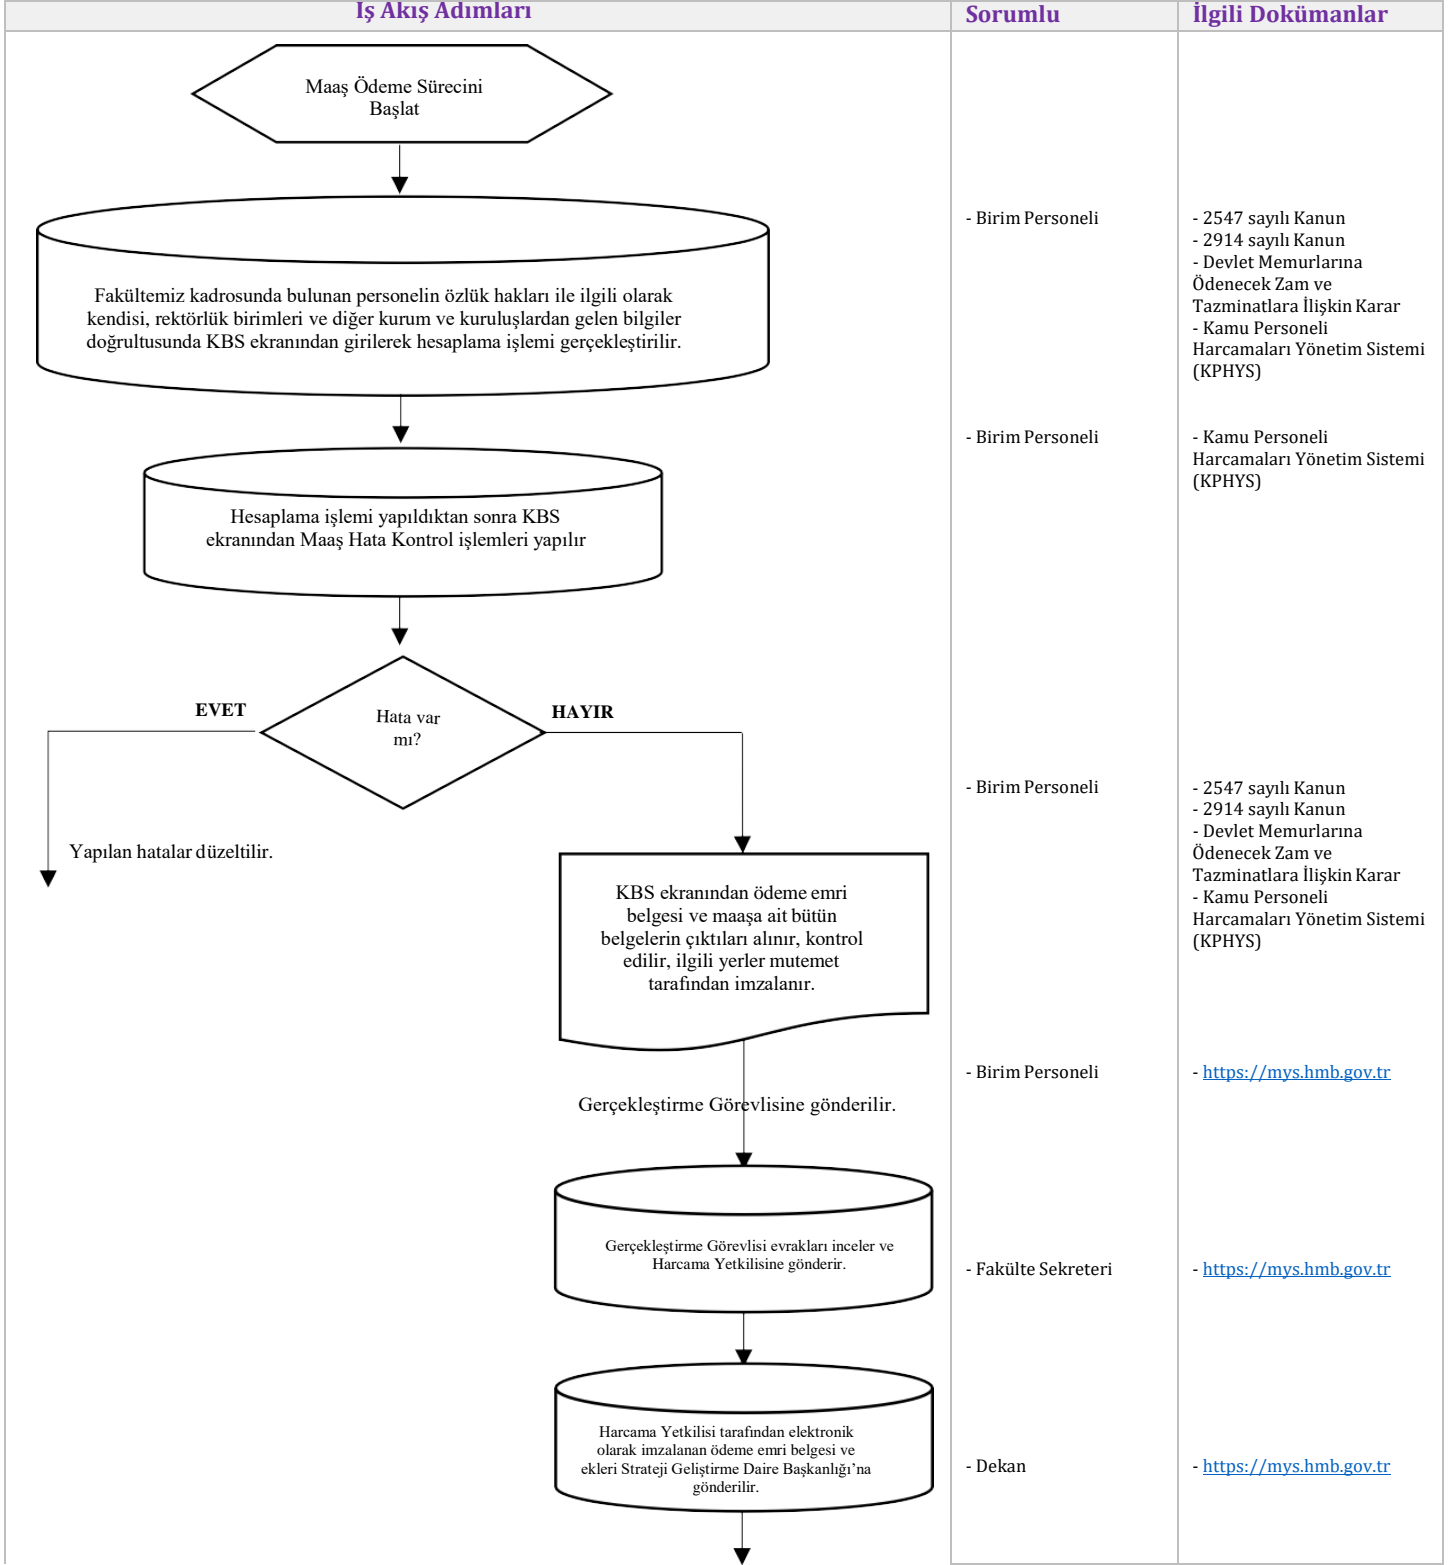 İş Akış Adımları
Sorumlu
İlgili Dokümanlar
Maaş Ödeme Sürecini
Başlat
Fakültemiz kadrosunda bulunan personelin özlük hakları ile ilgili olarak
kendisi, rektörlük birimleri ve diğer kurum ve kuruluşlardan gelen bilgiler
doğrultusunda KBS ekranından girilerek hesaplama işlemi gerçekleştirilir.
- Birim Personeli
- 2547 sayılı Kanun
- 2914 sayılı Kanun
- Devlet Memurlarına
Ödenecek Zam ve
Tazminatlara İlişkin Karar
- Kamu Personeli
Harcamaları Yönetim Sistemi
(KPHYS)
Hesaplama işlemi yapıldıktan sonra KBS
ekranından Maaş Hata Kontrol işlemleri yapılır
- Birim Personeli
- Kamu Personeli
Harcamaları Yönetim Sistemi
(KPHYS)
EVET
Hata var
mı?
HAYIR
Yapılan hatalar düzeltilir.
KBS ekranından ödeme emri
belgesi ve maaşa ait bütün
belgelerin çıktıları alınır, kontrol
edilir, ilgili yerler mutemet
tarafından imzalanır.
- Birim Personeli
- 2547 sayılı Kanun
- 2914 sayılı Kanun
- Devlet Memurlarına
Ödenecek Zam ve
Tazminatlara İlişkin Karar
- Kamu Personeli
Harcamaları Yönetim Sistemi
(KPHYS)
Gerçekleştirme Görevlisine gönderilir.
- Birim Personeli
- https://mys.hmb.gov.tr
Gerçekleştirme Görevlisi evrakları inceler ve
Harcama Yetkilisine gönderir.
- Fakülte Sekreteri
- https://mys.hmb.gov.tr
Harcama Yetkilisi tarafından elektronik
olarak imzalanan ödeme emri belgesi ve
ekleri Strateji Geliştirme Daire Başkanlığı’na
gönderilir.
- Dekan
- https://mys.hmb.gov.tr